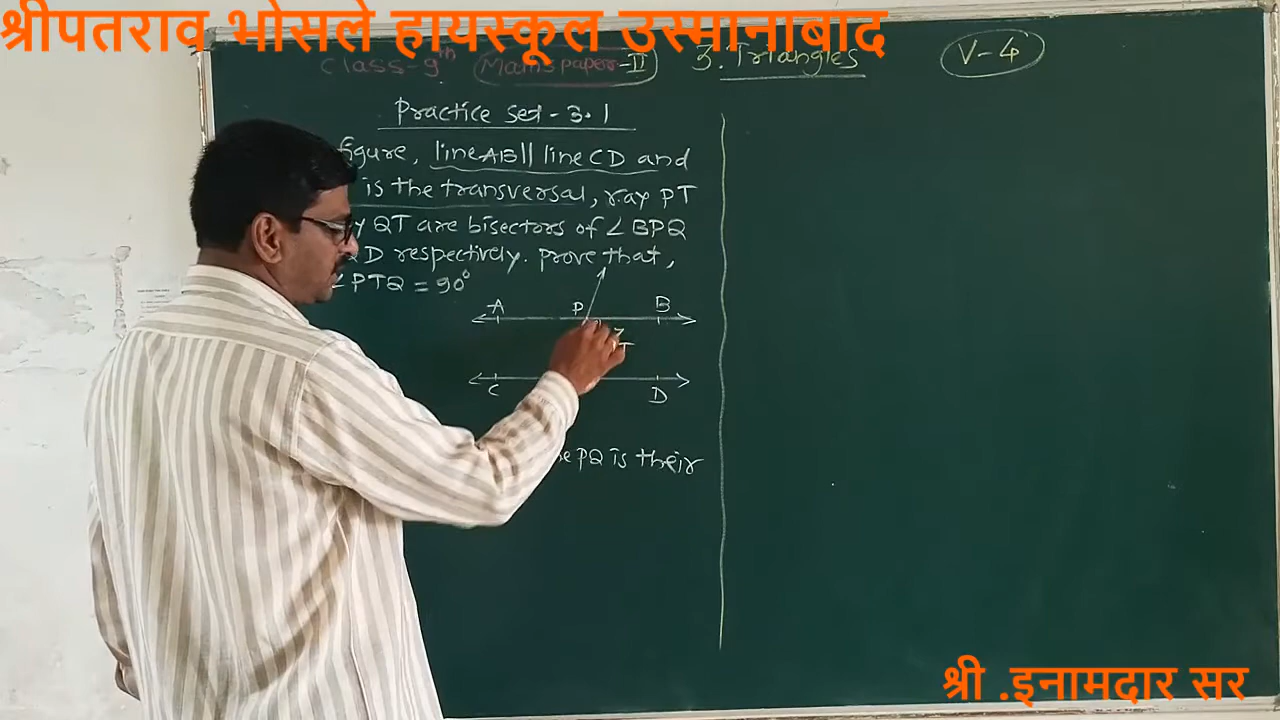 श्रीपतराव भोसले हायस्कूल उस्मानाबाद
Class-9th Maths paper-II 3. Triangles V-4
Practice set - 3.1
figure, line AB || line CD and
is the transversal, ray PT
y QT are bisectors of ∠BPQ
D respectively. prove that,
∠PTQ = 90°
A P B
T
C D
PQ is their
श्री .इनामदार सर